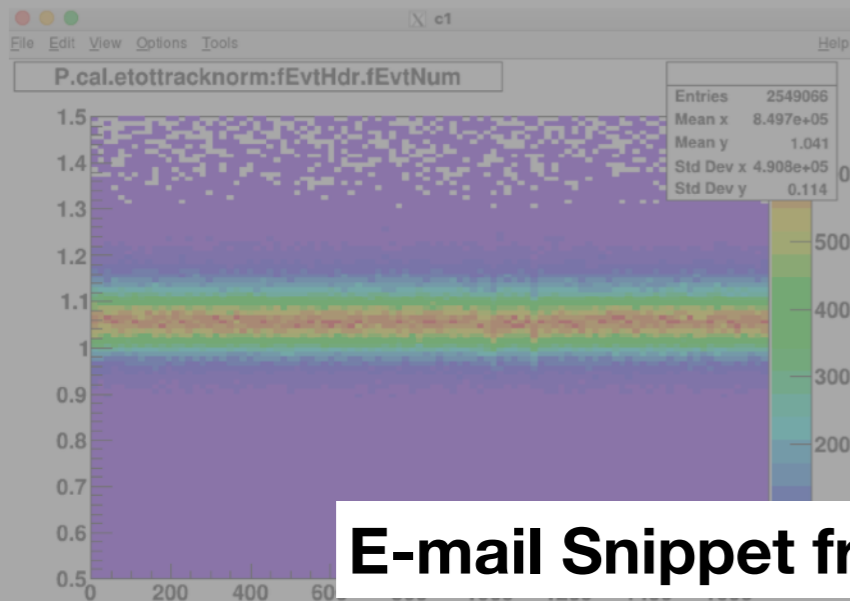 c1
File Edit View Options Tools Help
P.cal.etottracknorm:fEvtHdr.fEvtNum
Entries 2549066
Mean x 8.497e+05
Mean y 1.041
Std Dev x 4.908e+05
Std Dev y 0.114
1.5
1.4
1.3
1.2
1.1
1
0.9
0.8
0.7
0.6
0.5
500
400
300
200
0 200 400
E-mail Snippet fr